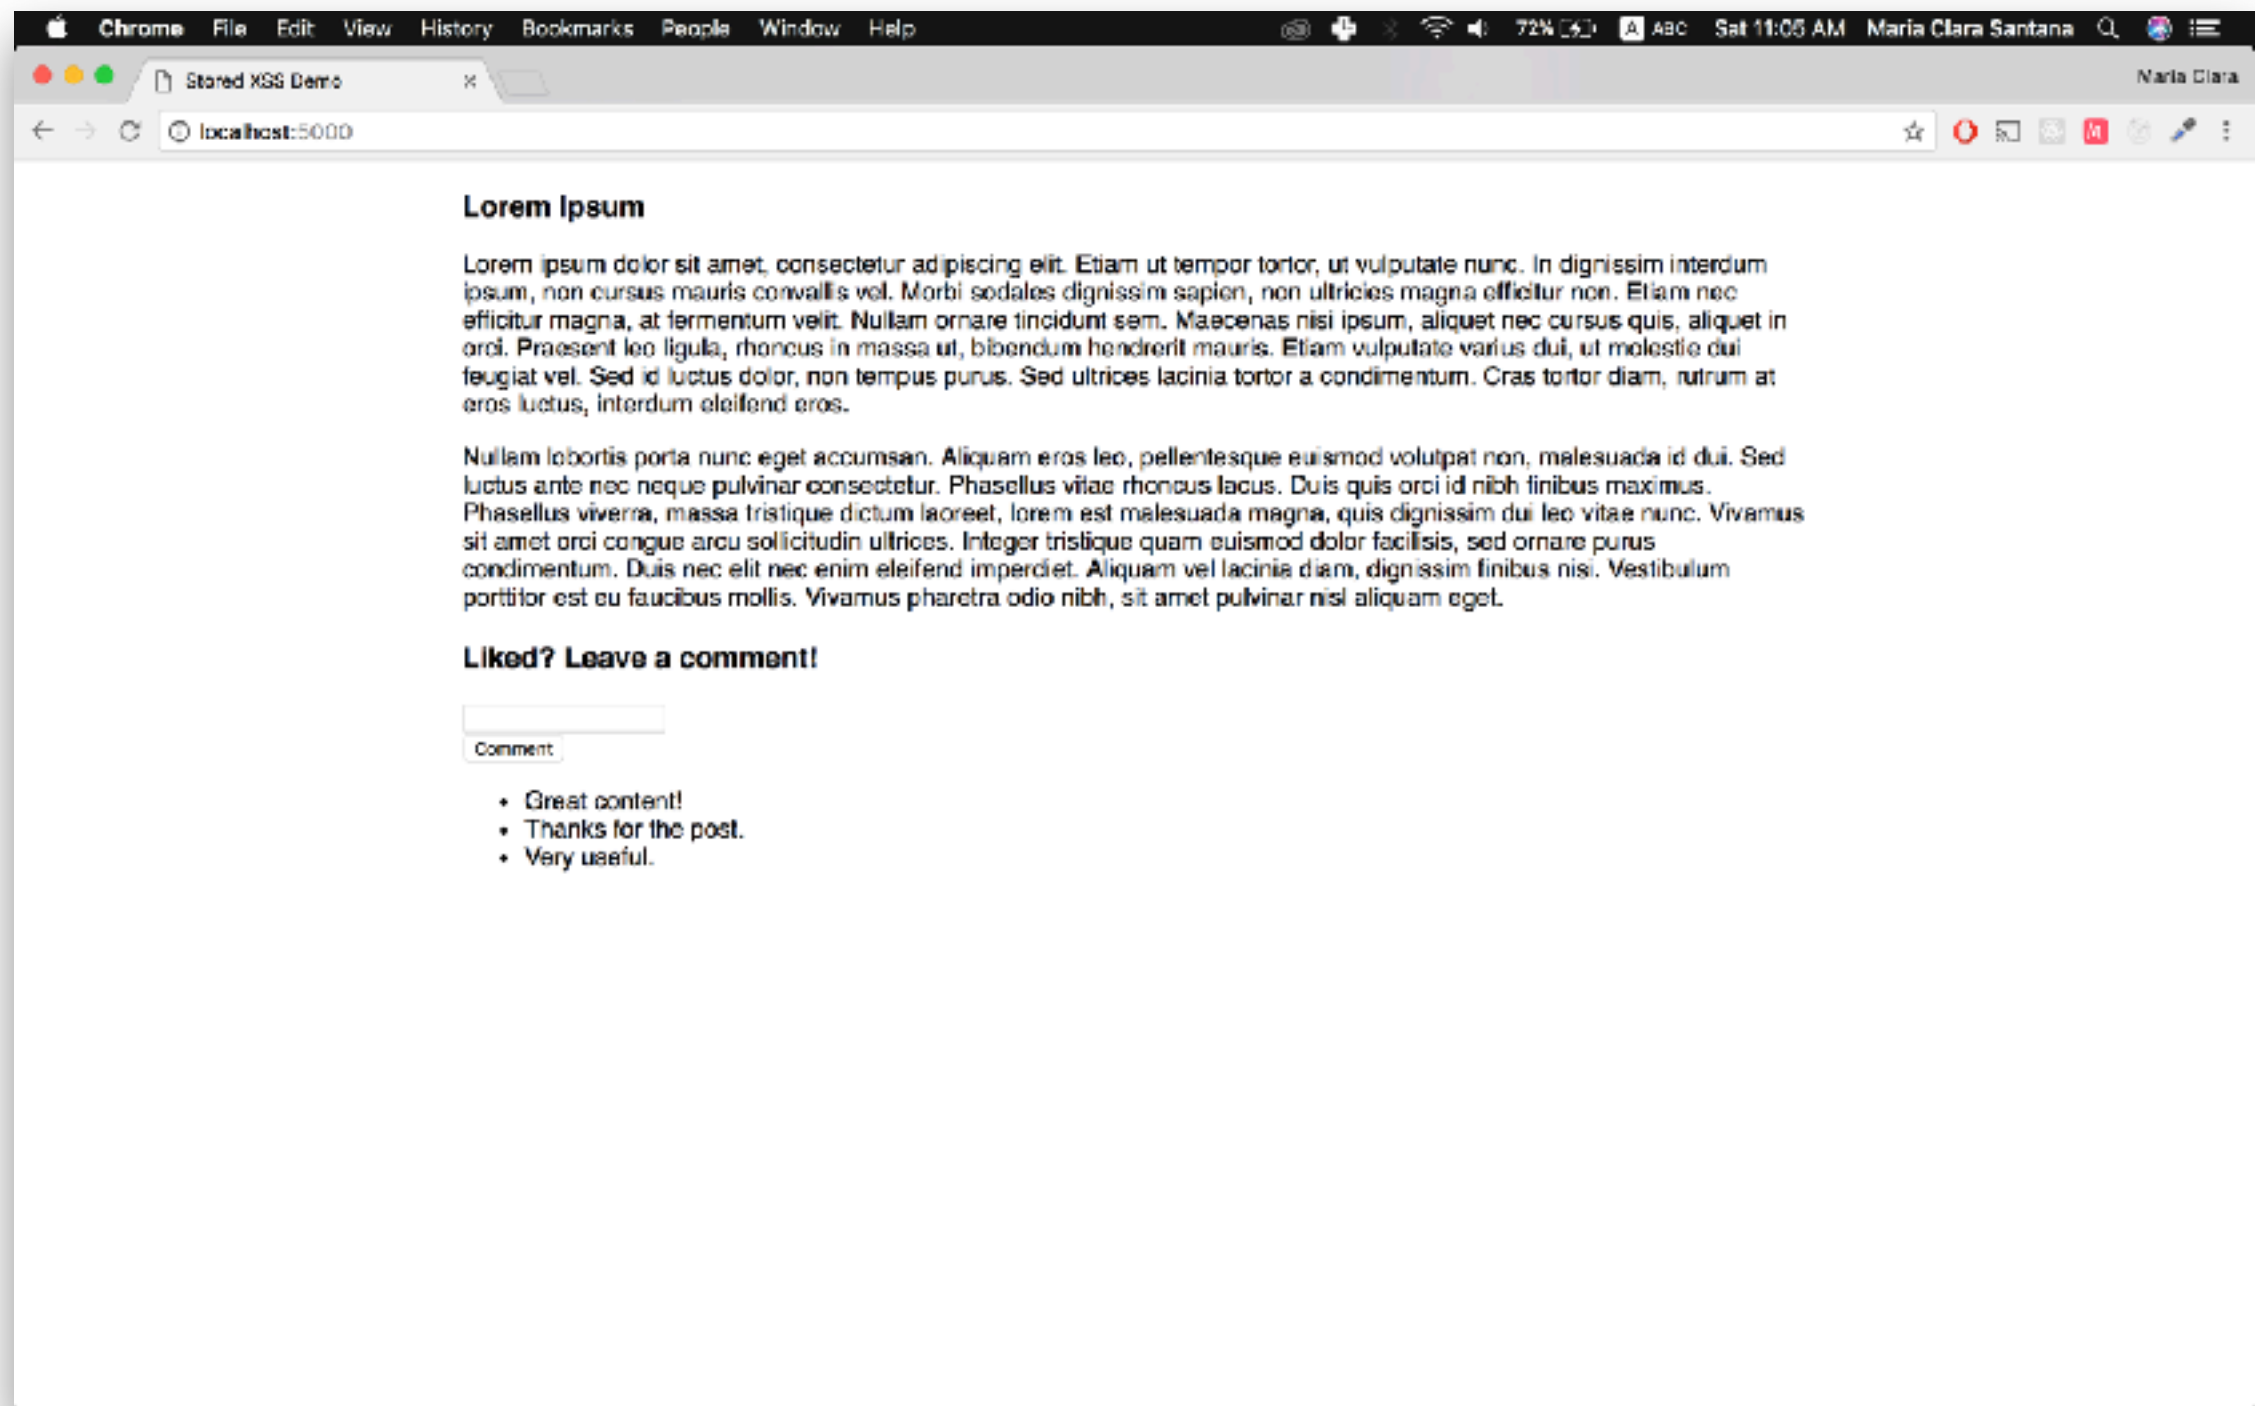 Chrome File Edit View History Bookmarks People Window Help 72% A ABC Sat 11:05 AM Maria Clara Santana
Stored XSS Demo Maria Clara
localhost:5000
Lorem Ipsum
Lorem ipsum dolor sit amet, consectetur adipiscing elit. Etiam ut tempor tortor, ut vulputate nunc. In dignissim interdum
ipsum, non cursus mauris convallis vel. Morbi sodales dignissim sapien, non ultricies magna efficitur non. Etiam nec
efficitur magna, at fermentum velit. Nullam ornare tincidunt sem. Maecenas nisi ipsum, aliquet nec cursus quis, aliquet in
orci. Praesent leo ligula, rhoncus in massa ut, bibendum hendrerit mauris. Etiam vulputate varius dui, ut molestie dui
feugiat vel. Sed id luctus dolor, non tempus purus. Sed ultrices lacinia tortor a condimentum. Cras tortor diam, rutrum at
eros luctus, interdum eleifend eros.
Nullam lobortis porta nunc eget accumsan. Aliquam eros leo, pellentesque euismod volutpat non, malesuada id dui. Sed
luctus ante nec neque pulvinar consectetur. Phasellus vitae rhoncus lacus. Duis quis orci id nibh finibus maximus.
Phasellus viverra, massa tristique dictum laoreet, lorem est malesuada magna, quis dignissim dui leo vitae nunc. Vivamus
sit amet orci congue arcu sollicitudin ultrices. Integer tristique quam euismod dolor facilisis, sed ornare purus
condimentum. Duis nec elit nec enim eleifend imperdiet. Aliquam vel lacinia diam, dignissim finibus nisi. Vestibulum
porttitor est eu faucibus mollis. Vivamus pharetra odio nibh, sit amet pulvinar nisl aliquam eget.
Liked? Leave a comment!
Comment
• Great content!
• Thanks for the post.
• Very useful.